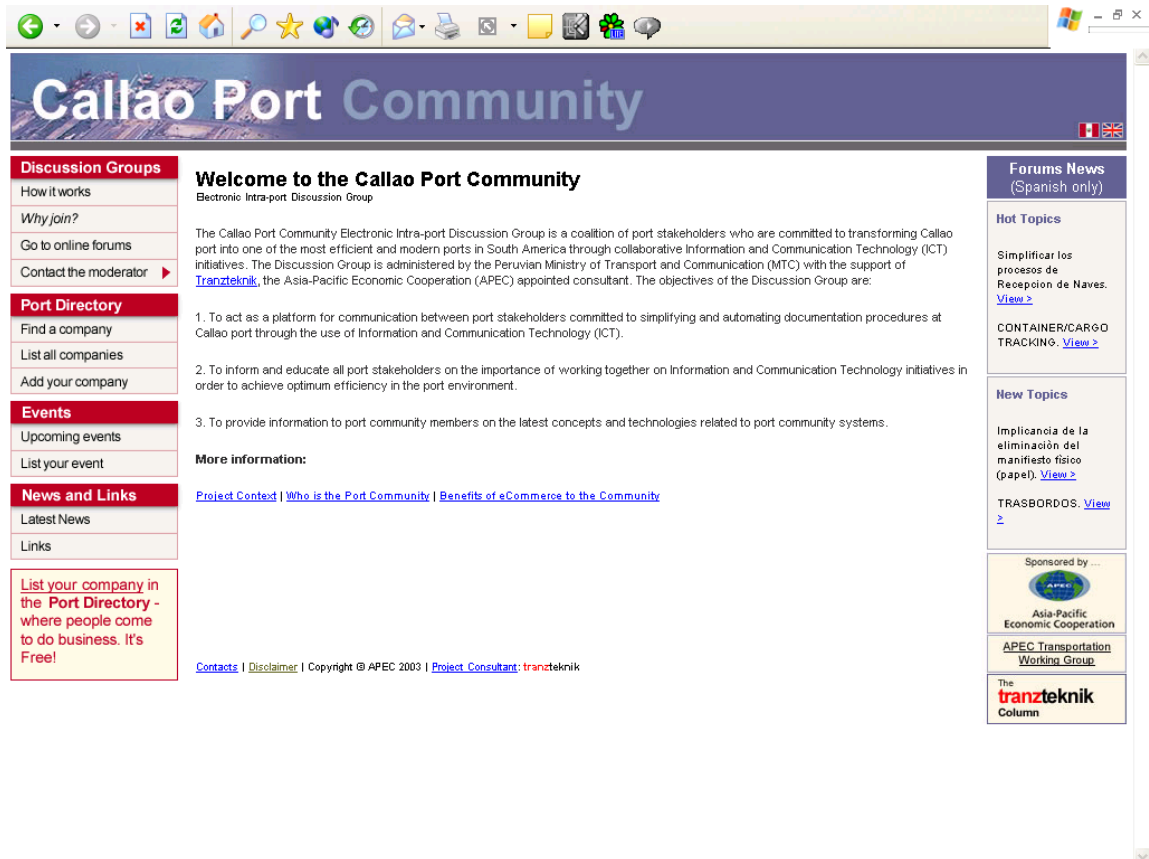 Callao Port Community
Discussion Groups
How it works
Why join?
Go to online forums
Contact the moderator
Port Directory
Find a company
List all companies
Add your company
Events
Upcoming events
List your event
News and Links
Latest News
Links
List your company in
the Port Directory -
where people come
to do business. It's
Free!
Welcome to the Callao Port Community
Electronic Intra-port Discussion Group
The Callao Port Community Electronic Intra-port Discussion Group is a coalition of port stakeholders who are committed to transforming Callao
port into one of the most efficient and modern ports in South America through collaborative Information and Communication Technology (ICT)
initiatives. The Discussion Group is administered by the Peruvian Ministry of Transport and Communication (MTC) with the support of
Tranzteknik, the Asia-Pacific Economic Cooperation (APEC) appointed consultant. The objectives of the Discussion Group are:
1. To act as a platform for communication between port stakeholders committed to simplifying and automating documentation procedures at
Callao port through the use of Information and Communication Technology (ICT).
2. To inform and educate all port stakeholders on the importance of working together on Information and Communication Technology initiatives in
order to achieve optimum efficiency in the port environment.
3. To provide information to port community members on the latest concepts and technologies related to port community systems.
More information:
Project Context | Who is the Port Community | Benefits of eCommerce to the Community
Contacts | Disclaimer | Copyright © APEC 2003 | Project Consultant: tranzteknik
Forums News
(Spanish only)
Hot Topics
Simplificar los
procesos de
Recepcion de Naves.
View >
CONTAINER/CARGO
TRACKING. View >
New Topics
Implicancia de la
eliminaciòn del
manifiesto fìsico
(papel). View >
TRASBORDOS. View
>
Sponsored by ...
APEC
Asia-Pacific
Economic Cooperation
APEC Transportation
Working Group
The
tranzteknik
Column